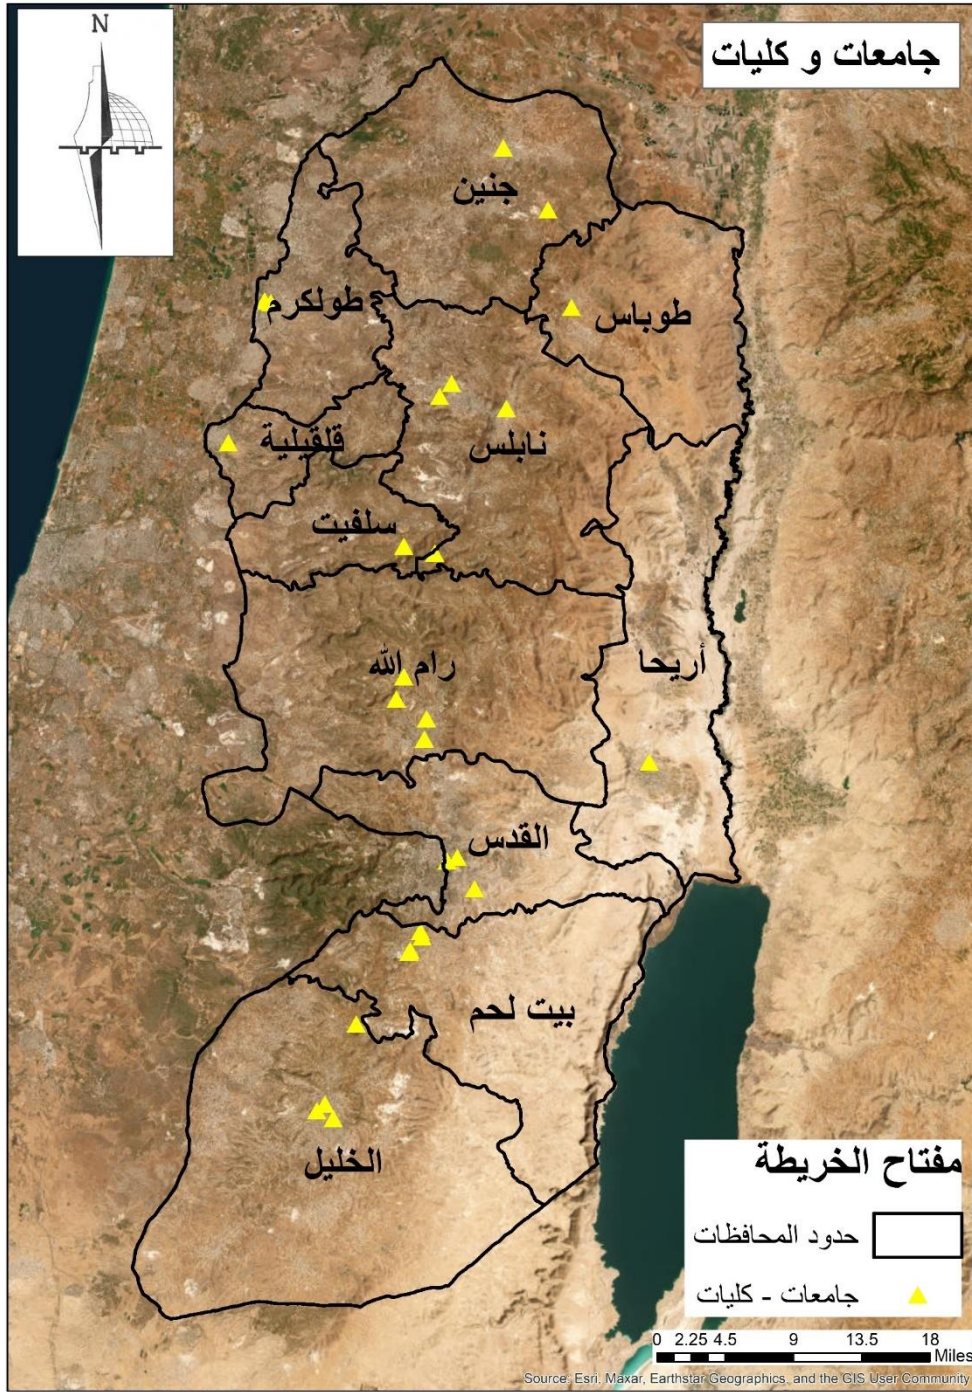 N
جامعات و كليات
جنين
طولكرم
طوباس
قلقيلية
نابلس
سلفيت
رام الله
أريحا
القدس
بيت لحم
الخليل
مفتاح الخريطة
حدود المحافظات
جامعات - كليات
0 2.25 4.5 9 13.5 18
Miles
Source: Esri, Maxar, Earthstar Geographics, and the GIS User Community